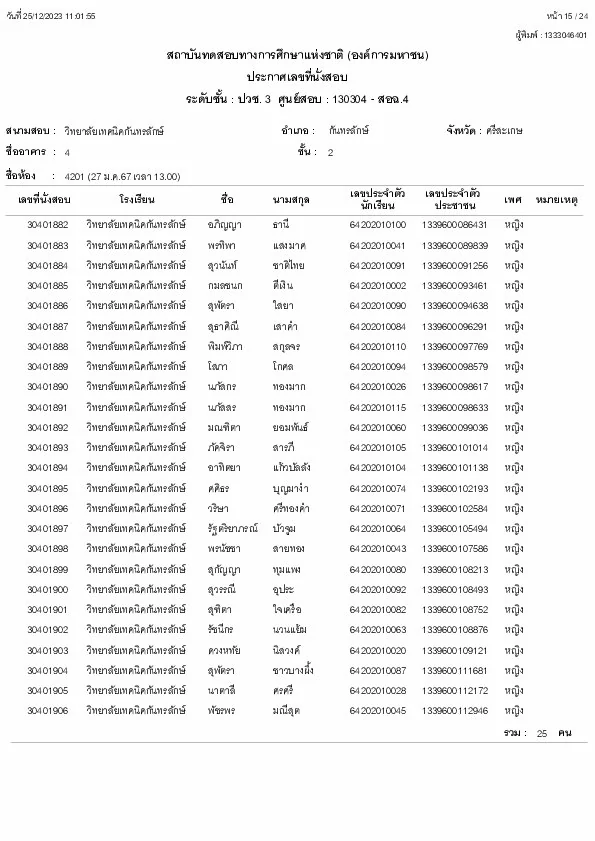 วันที่ 25/12/2023 11:01:55 หน้า 15 / 24
ผู้พิมพ์ : 1333046401
สถาบันทดสอบทางการศึกษาแห่งชาติ (องค์การมหาชน)
ประกาศเลขที่นั่งสอบ
ระดับชั้น : ปวช. 3 ศูนย์สอบ : 130304 - สอฉ.4
สนามสอบ : วิทยาลัยเทคนิคกันทรลักษ์ อำเภอ : กันทรลักษ์ จังหวัด : ศรีสะเกษ
ชื่ออาคาร : 4 ชั้น : 2
ชื่อห้อง : 4201 (27 ม.ค.67 เวลา 13.00)
เลขที่นั่งสอบ โรงเรียน ชื่อ นามสกุล เลขประจำตัวนักเรียน เลขประจำตัวประชาชน เพศ หมายเหตุ
30401882 วิทยาลัยเทคนิคกันทรลักษ์ อภิญญา ธานี 64202010100 1339600086431 หญิง
30401883 วิทยาลัยเทคนิคกันทรลักษ์ พรทิพา แสงมาศ 64202010041 1339600089839 หญิง
30401884 วิทยาลัยเทคนิคกันทรลักษ์ สุวนันท์ ชาติไทย 64202010091 1339600091256 หญิง
30401885 วิทยาลัยเทคนิคกันทรลักษ์ กมลชนก ดีเงิน 64202010002 1339600093461 หญิง
30401886 วิทยาลัยเทคนิคกันทรลักษ์ สุพัตรา ใสยา 64202010090 1339600094638 หญิง
30401887 วิทยาลัยเทคนิคกันทรลักษ์ สุธาศิณี เสาคำ 64202010084 1339600096291 หญิง
30401888 วิทยาลัยเทคนิคกันทรลักษ์ พิมพ์วิภา สกุลจร 64202010110 1339600097769 หญิง
30401889 วิทยาลัยเทคนิคกันทรลักษ์ โสภา โกศล 64202010094 1339600098579 หญิง
30401890 วิทยาลัยเทคนิคกันทรลักษ์ นภัสกร ทองมาก 64202010026 1339600098617 หญิง
30401891 วิทยาลัยเทคนิคกันทรลักษ์ นภัสสร ทองมาก 64202010115 1339600098633 หญิง
30401892 วิทยาลัยเทคนิคกันทรลักษ์ มณฑิตา ยอมพันธ์ 64202010060 1339600099036 หญิง
30401893 วิทยาลัยเทคนิคกันทรลักษ์ ภัคจิรา สารภี 64202010105 1339600101014 หญิง
30401894 วิทยาลัยเทคนิคกันทรลักษ์ อาทิตยา แก้วบัลลัง 64202010104 1339600101138 หญิง
30401895 วิทยาลัยเทคนิคกันทรลักษ์ ศศิธร บุญมาง้ำ 64202010074 1339600102193 หญิง
30401896 วิทยาลัยเทคนิคกันทรลักษ์ วริษา ศรีทองคำ 64202010071 1339600102584 หญิง
30401897 วิทยาลัยเทคนิคกันทรลักษ์ รัฐตริยาภรณ์ บัวจูม 64202010064 1339600105494 หญิง
30401898 วิทยาลัยเทคนิคกันทรลักษ์ พรนัชชา สายทอง 64202010043 1339600107586 หญิง
30401899 วิทยาลัยเทคนิคกันทรลักษ์ สุกัญญา ทุมแพง 64202010080 1339600108213 หญิง
30401900 วิทยาลัยเทคนิคกันทรลักษ์ สุวรรณี อุประ 64202010092 1339600108493 หญิง
30401901 วิทยาลัยเทคนิคกันทรลักษ์ สุฑิตา ใจเครือ 64202010082 1339600108752 หญิง
30401902 วิทยาลัยเทคนิคกันทรลักษ์ รัชนีกร นวนแย้ม 64202010063 1339600108876 หญิง
30401903 วิทยาลัยเทคนิคกันทรลักษ์ ดวงหทัย นิลวงค์ 64202010020 1339600109121 หญิง
30401904 วิทยาลัยเทคนิคกันทรลักษ์ สุพัตรา ชาวบางผึ้ง 64202010087 1339600111681 หญิง
30401905 วิทยาลัยเทคนิคกันทรลักษ์ นาตาลี ศรศรี 64202010028 1339600112172 หญิง
30401906 วิทยาลัยเทคนิคกันทรลักษ์ พัชรพร มณีสุต 64202010045 1339600112946 หญิง
รวม : 25 คน